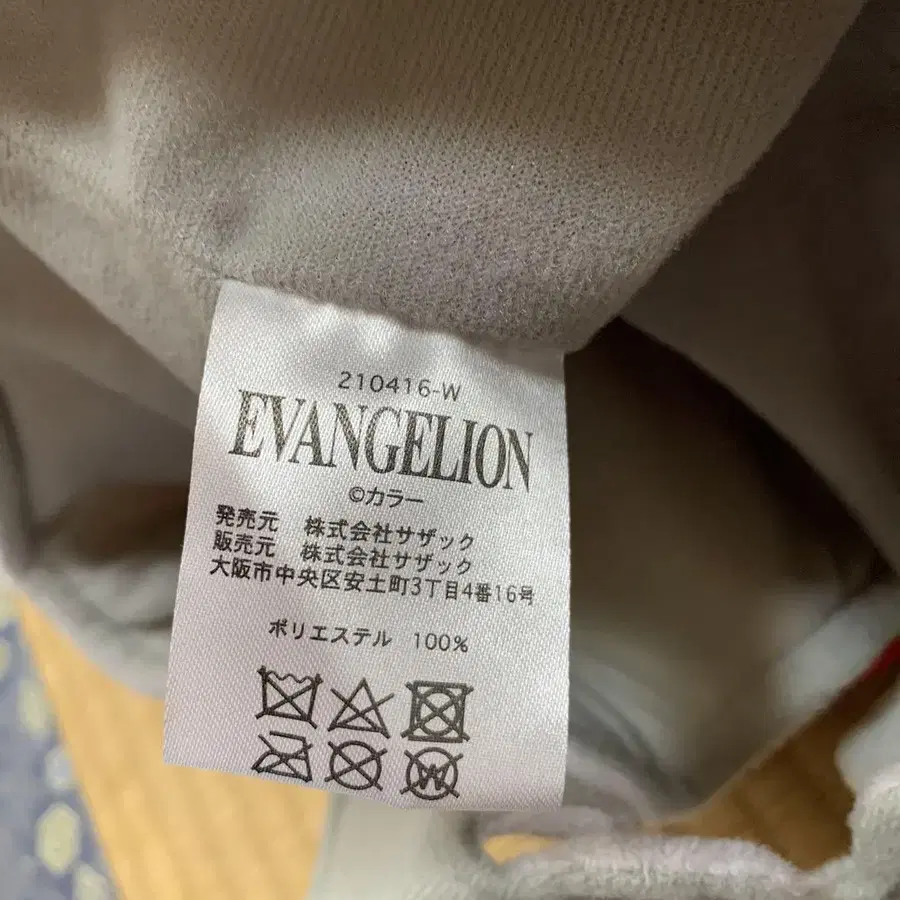 210416-W
EVANGELION
©カラー
発売元 株式会社サザック
販売元 株式会社サザック
大阪市中央区安土町3丁目4番16号
ポリエステル 100%
W